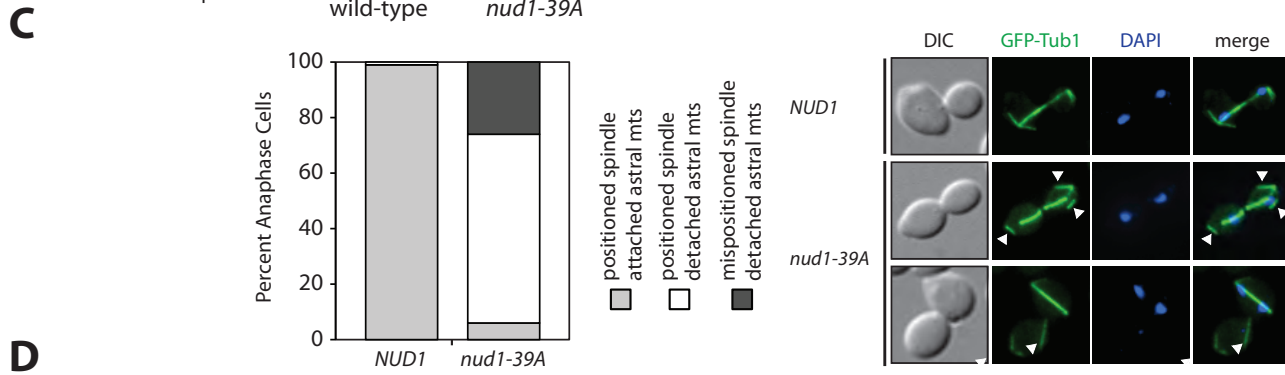 C
wild-type
nud1-39A
Percent Anaphase Cells
100
80
60
40
20
0
NUD1
nud1-39A
positioned spindle
attached astral mts
positioned spindle
detached astral mts
mispositioned spindle
detached astral mts
DIC
GFP-Tub1
DAPI
merge
NUD1
nud1-39A
D